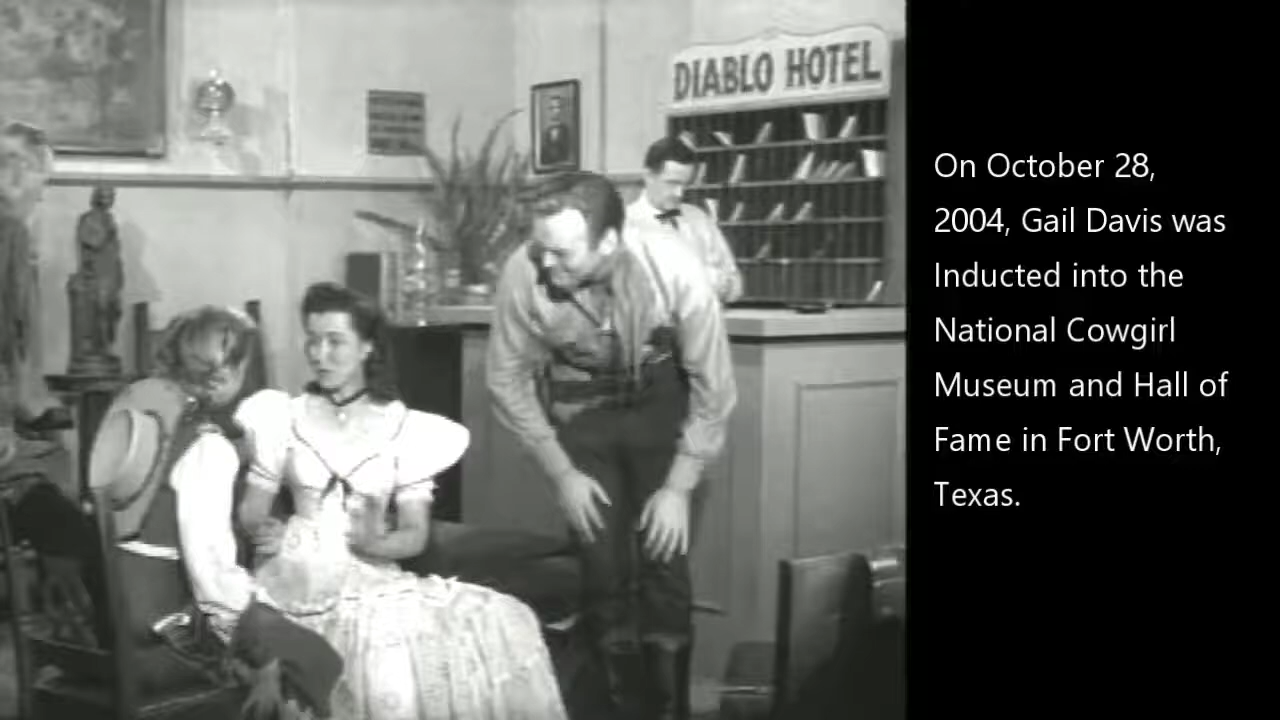 DIABLO HOTEL
On October 28,
2004, Gail Davis was
Inducted into the
National Cowgirl
Museum and Hall of
Fame in Fort Worth,
Texas.